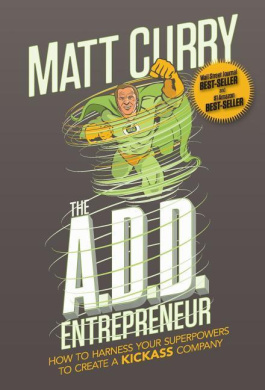 MATT CURRY
Wall Street Journal
BEST-SELLER
and
#1 Amazon
BEST-SELLER
THE
A.D.D.
ENTREPRENEUR
HOW TO HARNESS YOUR SUPERPOWERS
TO CREATE A KICKASS COMPANY